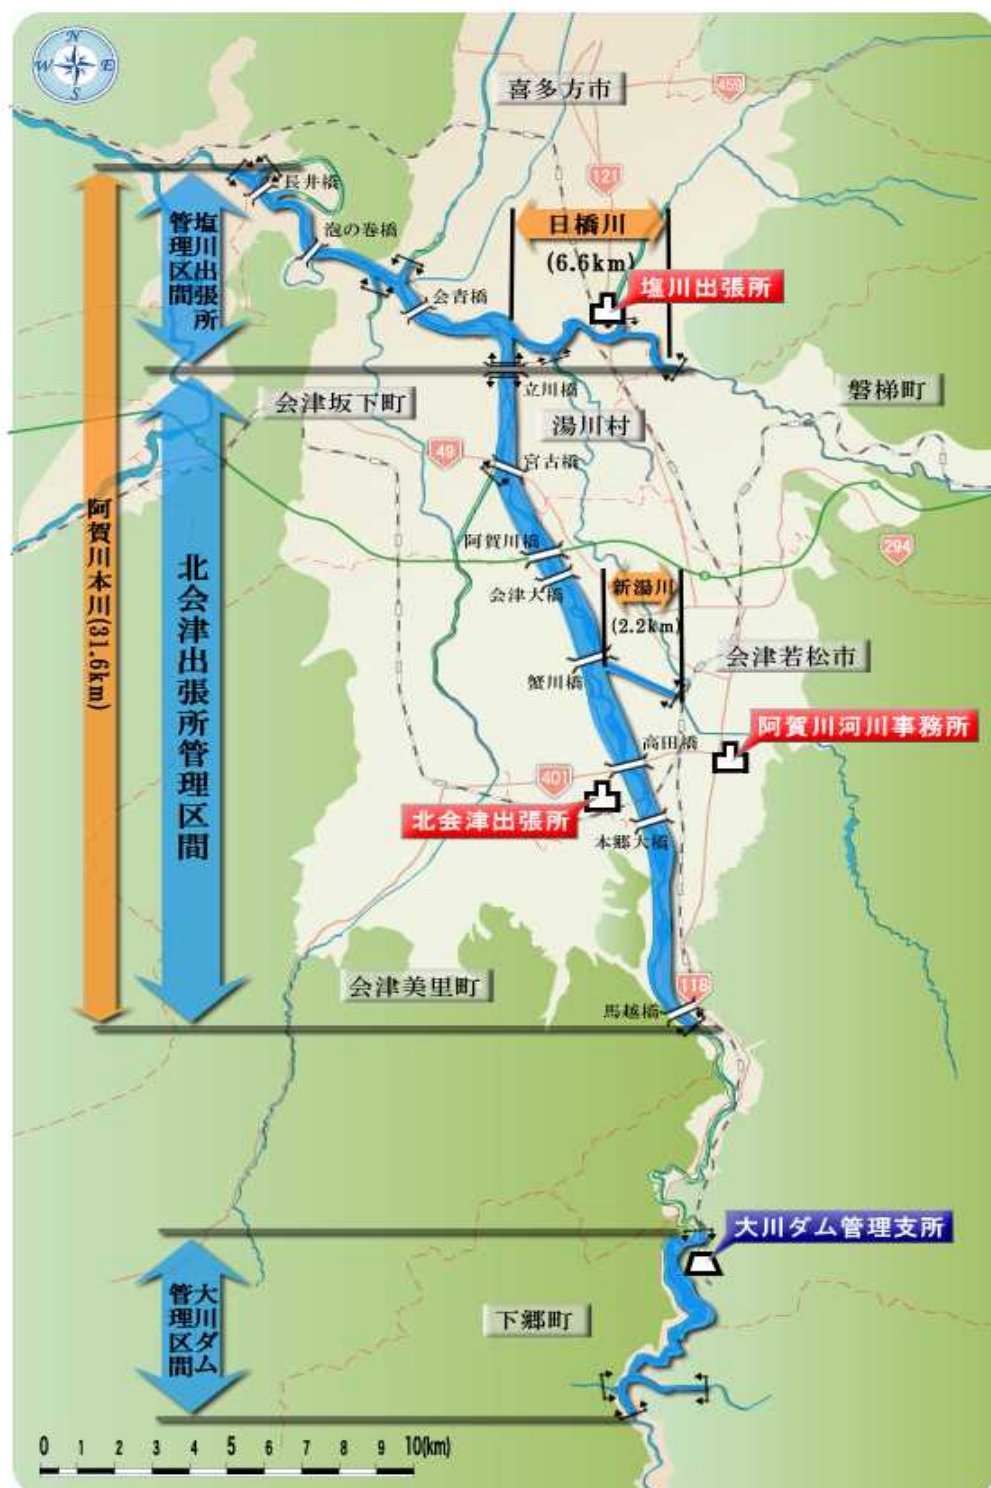 N
W
E
S
喜多方市
459
121
長井橋
泡の巻橋
会青橋
日橋川
(6.6km)
塩川出張所
塩川出張所
管理区間
立川橋
会津坂下町
湯川村
磐梯町
49
宮古橋
阿賀川橋
会津大橋
294
新湯川
(2.2km)
阿賀川本川(31.6km)
北会津出張所管理区間
蟹川橋
会津若松市
高田橋
阿賀川河川事務所
401
北会津出張所
本郷大橋
会津美里町
118
馬越橋
大川ダム管理支所
大川ダム
管理区間
下郷町
0 1 2 3 4 5 6 7 8 9 10(km)